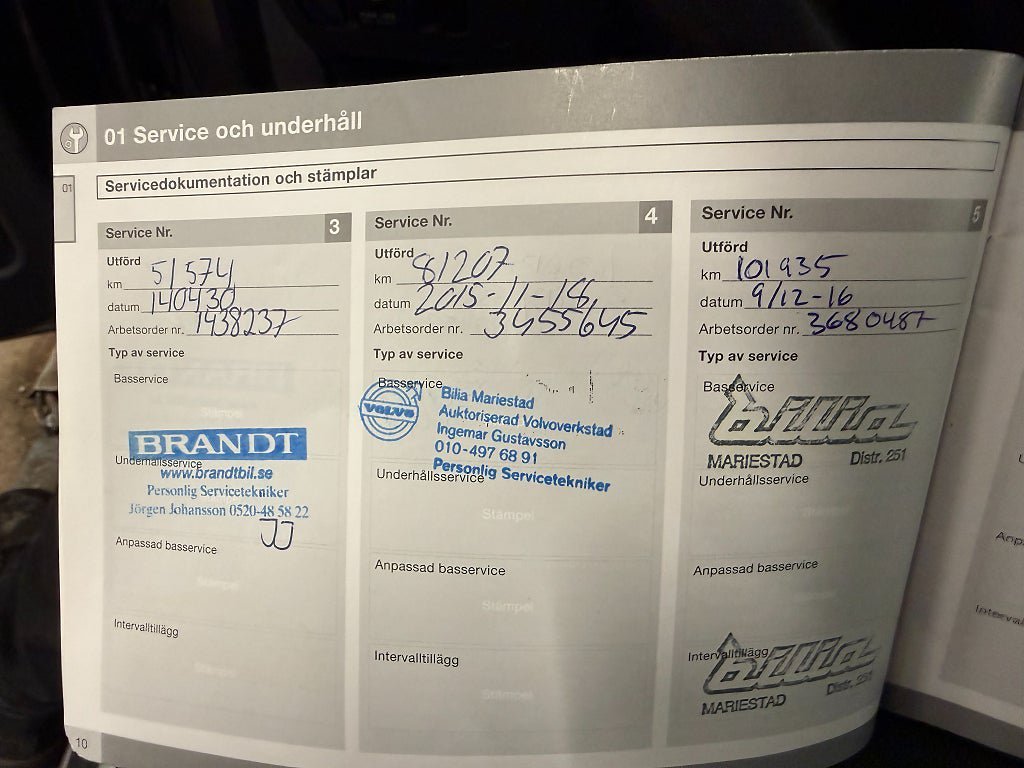 01 Service och underhåll
01
Servicedokumentation och stämplar
Service Nr. 3
Utförd
km 51574
datum 140430
Arbetsorder nr. 1438237
Typ av service
Basservice
Stämpel
BRANDT
Underhållsservice
www.brandtbil.se
Personlig Servicetekniker
Jörgen Johansson 0520-48 58 22
JJ
Anpassad basservice
Stämpel
Intervalltillägg
Stämpel
Service Nr. 4
Utförd
km 81207
datum 2015-11-18
Arbetsorder nr. 3455645
Typ av service
Basservice
VOLVO
Bilia Mariestad
Auktoriserad Volvoverkstad
Ingemar Gustavsson
010-497 68 91
Personlig Servicetekniker
Underhållsservice
Stämpel
Anpassad basservice
Stämpel
Intervalltillägg
Stämpel
Service Nr. 5
Utförd
km 101935
datum 9/12-16
Arbetsorder nr. 3680487
Typ av service
Basservice
bilia
MARIESTAD Distr. 251
Underhållsservice
Stämpel
Anpassad basservice
Stämpel
Intervalltillägg
bilia
MARIESTAD Distr. 251
10